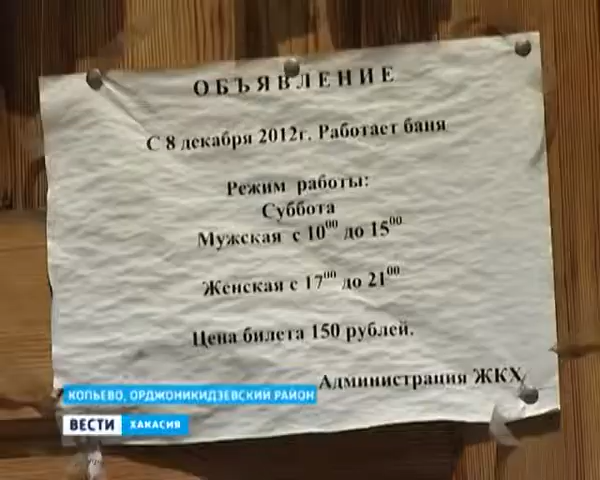 ОБЪЯВЛЕНИЕ
С 8 декабря 2012г. Работает баня
Режим работы:
Суббота
Мужская с 10⁰⁰ до 15⁰⁰
Женская с 17⁰⁰ до 21⁰⁰
Цена билета 150 рублей.
Администрация ЖКХ
КОПЬЕВО, ОРДЖОНИКИДЗЕВСКИЙ РАЙОН
ВЕСТИ ХАКАСИЯ